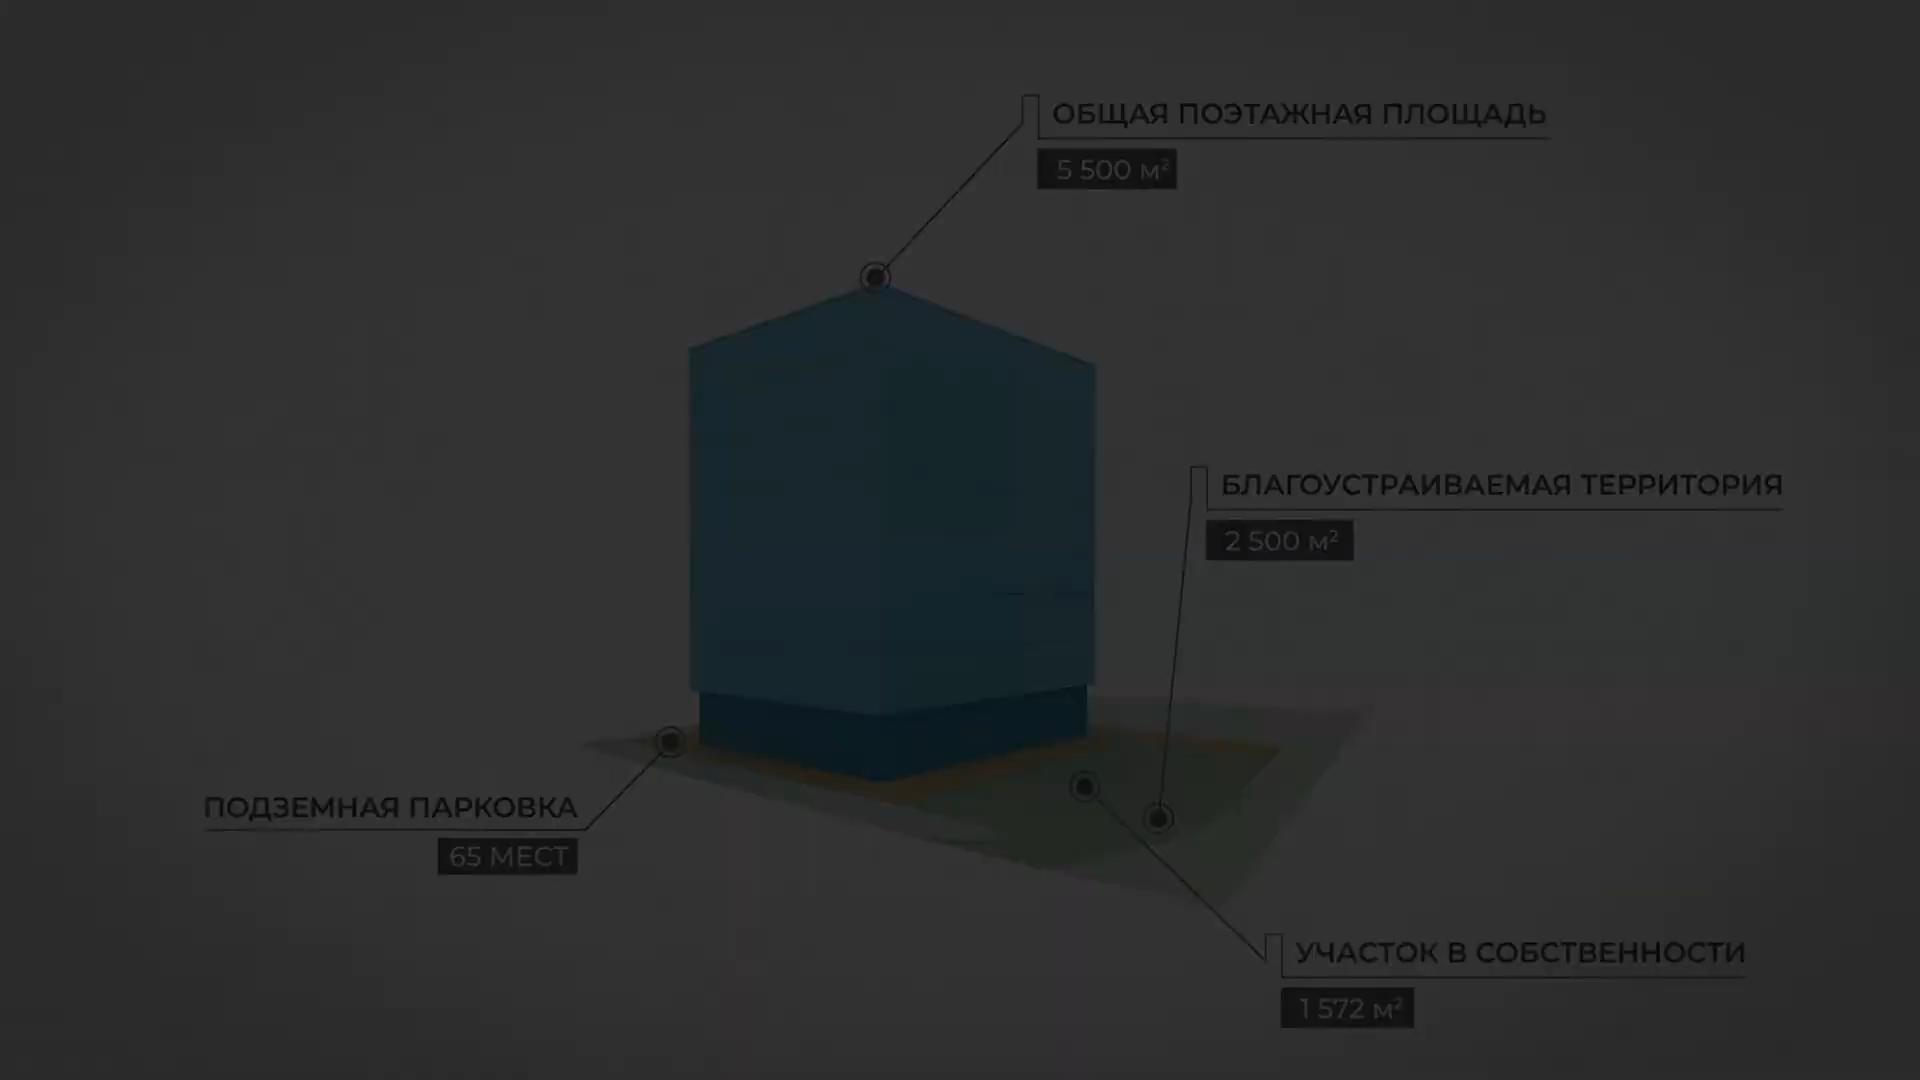 ОБЩАЯ ПОЭТАЖНАЯ ПЛОЩАДЬ
5 500 м²
БЛАГОУСТРАИВАЕМАЯ ТЕРРИТОРИЯ
2 500 м²
ПОДЗЕМНАЯ ПАРКОВКА
65 МЕСТ
УЧАСТОК В СОБСТВЕННОСТИ
1 572 м²